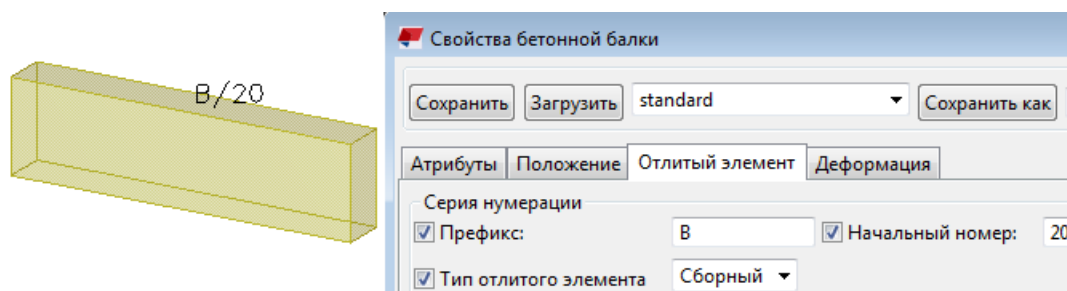 B/20
Свойства бетонной балки
Сохранить Загрузить standard Сохранить как
Атрибуты Положение Отлитый элемент Деформация
Серия нумерации
Префикс: B Начальный номер: 20
Тип отлитого элемента Сборный